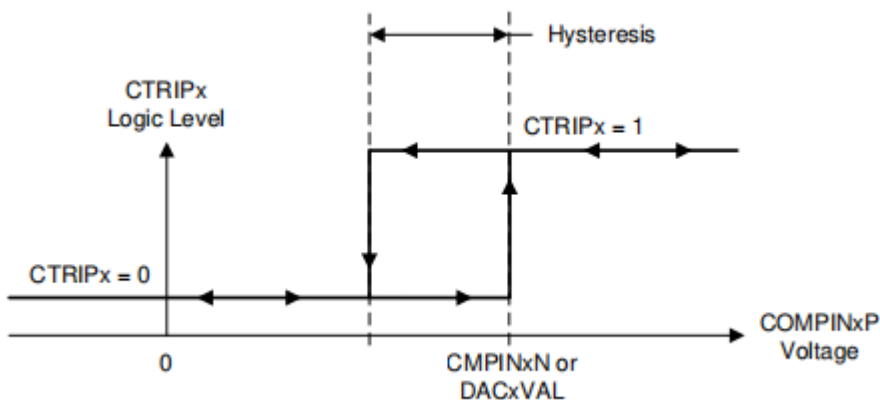 Hysteresis
CTRIPx
Logic Level
CTRIPx = 1
CTRIPx = 0
COMPINxP
Voltage
0
CMPINxN or
DACxVAL